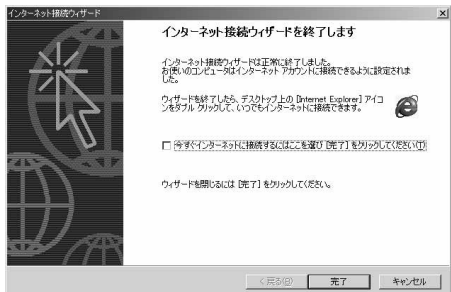 インターネット接続ウィザード
インターネット接続ウィザードを終了します
インターネット接続ウィザードは正常に終了しました。
お使いのコンピュータはインターネット アカウントに接続できるように設定されま
した。
ウィザードを終了したら、デスクトップ上の [Internet Explorer] アイコ
ンをダブル クリックして、いつでもインターネットに接続できます。
今すぐインターネットに接続するにはここを選び [完了] をクリックしてください(T)
ウィザードを閉じるには [完了] をクリックしてください。
< 戻る(B)
完了
キャンセル